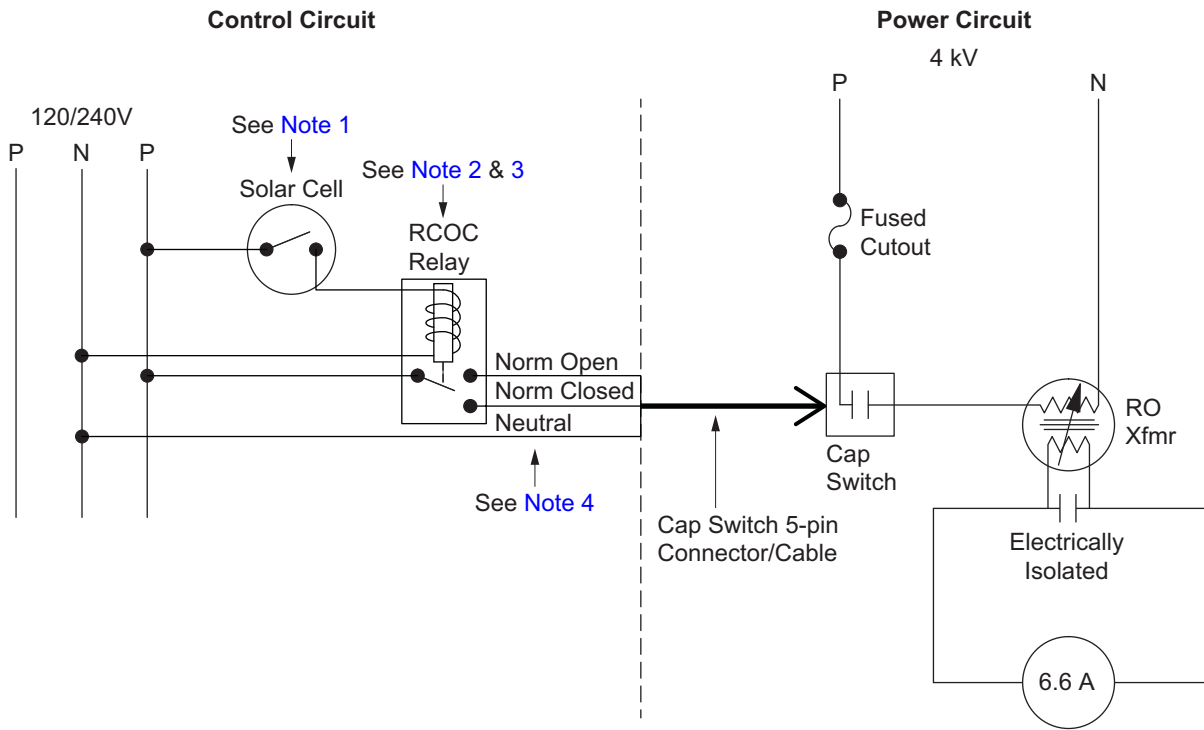 Control Circuit
Power Circuit
4 kV
P
N
120/240V
P
N
P
See Note 1
Solar Cell
See Note 2 & 3
RCOC
Relay
Fused
Cutout
Norm Open
Norm Closed
Neutral
See Note 4
Cap
Switch
RO
Xfmr
Cap Switch 5-pin
Connector/Cable
Electrically
Isolated
6.6 A